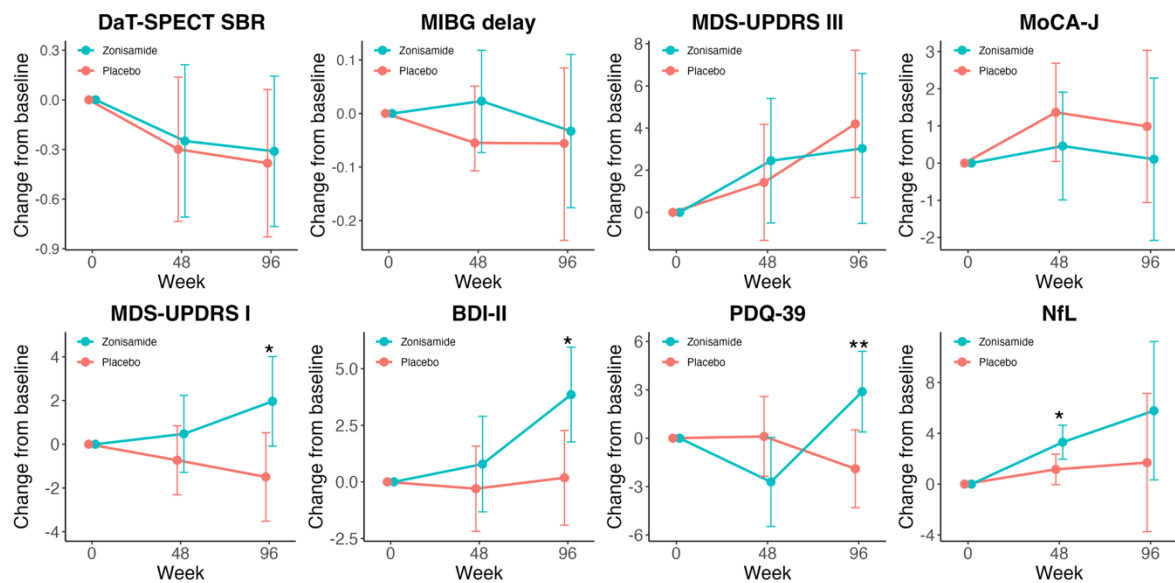 DaT-SPECT SBR
Change from baseline
0.3
0.0
-0.3
-0.6
-0.9
Zonisamide
Placebo
0 48 96
Week
MIBG delay
Change from baseline
0.1
0.0
-0.1
-0.2
Zonisamide
Placebo
0 48 96
Week
MDS-UPDRS III
Change from baseline
8
6
4
2
0
Zonisamide
Placebo
0 48 96
Week
MoCA-J
Change from baseline
3
2
1
0
-1
-2
Zonisamide
Placebo
0 48 96
Week
MDS-UPDRS I
Change from baseline
4
2
0
-2
-4
Zonisamide
Placebo
*
0 48 96
Week
BDI-II
Change from baseline
5.0
2.5
0.0
-2.5
Zonisamide
Placebo
*
0 48 96
Week
PDQ-39
Change from baseline
6
3
0
-3
-6
Zonisamide
Placebo
**
0 48 96
Week
NfL
Change from baseline
8
4
0
-4
Zonisamide
Placebo
*
0 48 96
Week